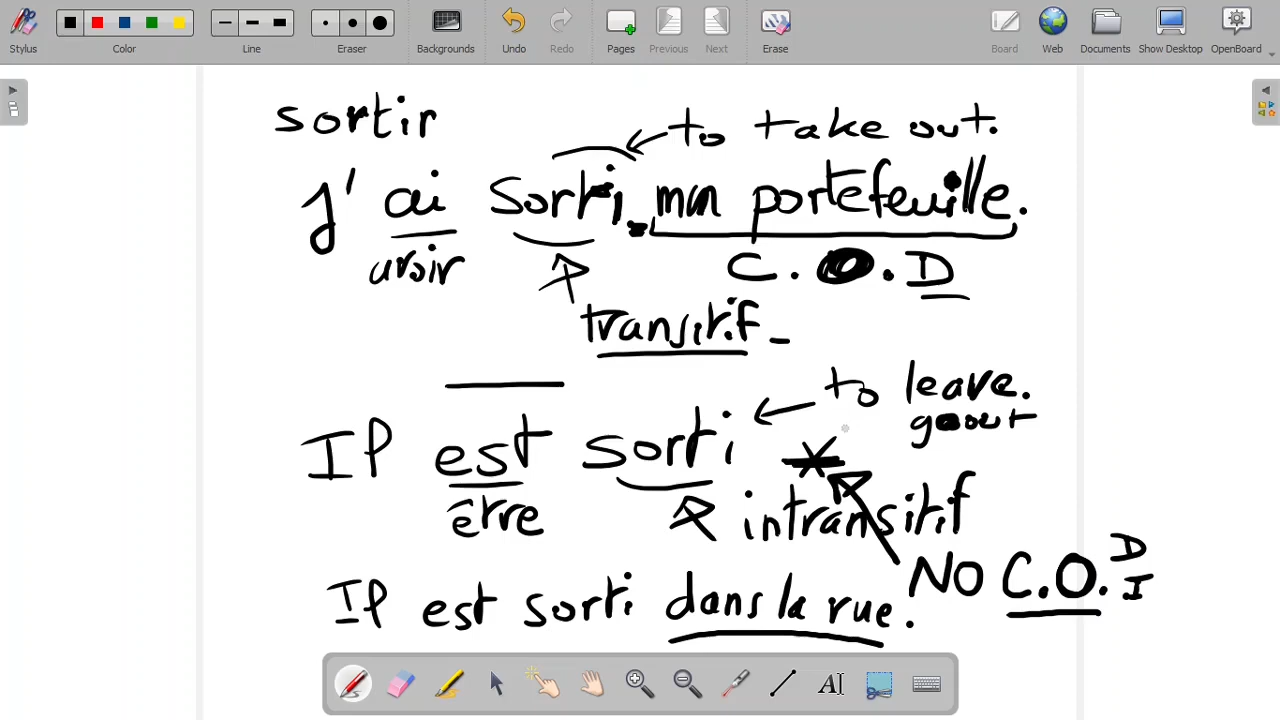 Stylus Color Line Eraser Backgrounds Undo Redo Pages Previous Next Erase Board Web Documents Show Desktop OpenBoard
sortir
to take out.
J'ai sorti mon portefeuille.
avoir
C.O.D
transitif
to leave.
go out
Il est sorti
être
intransitif
NO C.O.
D
I
Il est sorti dans la rue.
AI